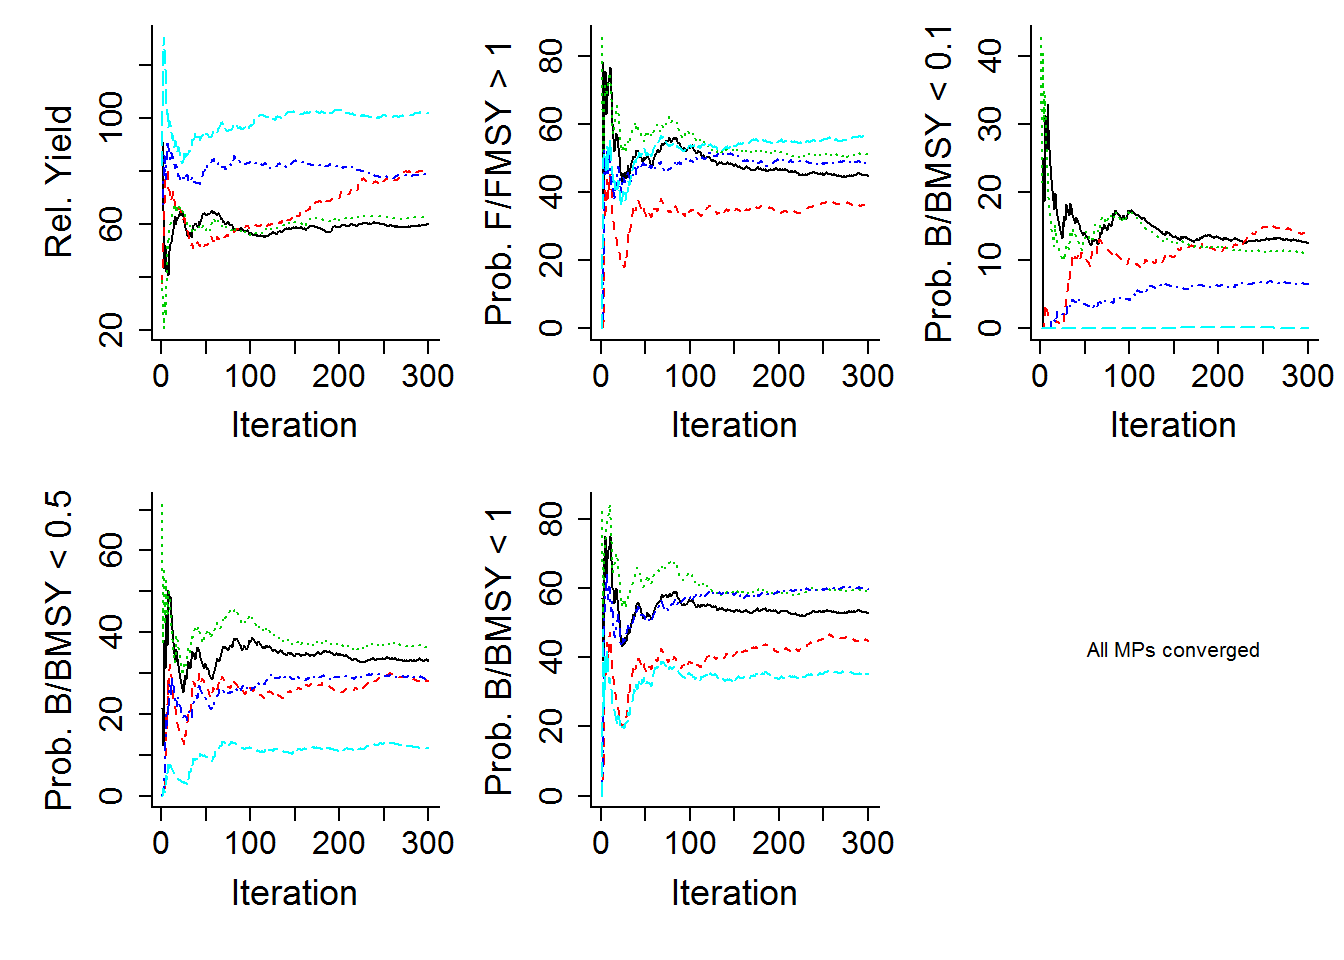 Rel. Yield
20 60 100
0 100 200 300
Iteration
Prob. F/FMSY > 1
0 20 40 60 80
0 100 200 300
Iteration
Prob. B/BMSY < 0.1
0 10 20 30 40
0 100 200 300
Iteration
Prob. B/BMSY < 0.5
0 20 40 60
0 100 200 300
Iteration
Prob. B/BMSY < 1
0 20 40 60 80
0 100 200 300
Iteration
All MPs converged